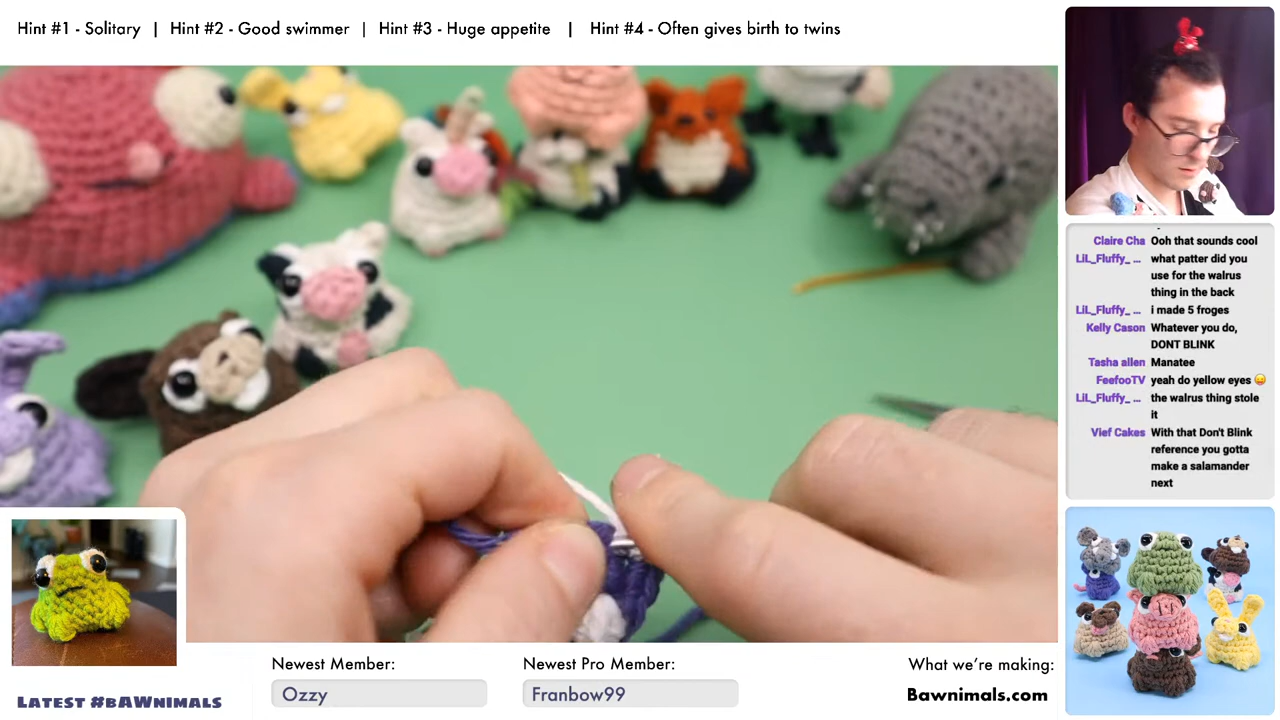 Hint #1 - Solitary | Hint #2 - Good swimmer | Hint #3 - Huge appetite | Hint #4 - Often gives birth to twins
Claire Cha Ooh that sounds cool
LiL_Fluffy_ ... what patter did you
use for the walrus
thing in the back
LiL_Fluffy_ ... i made 5 froges
Kelly Cason Whatever you do,
DONT BLINK
Tasha allen Manatee
FeefooTV yeah do yellow eyes 😛
LiL_Fluffy_ ... the walrus thing stole
it
Vief Cakes With that Don't Blink
reference you gotta
make a salamander
next
Latest #bAWnimals
Newest Member:
Ozzy
Newest Pro Member:
Franbow99
What we're making:
Bawnimals.com